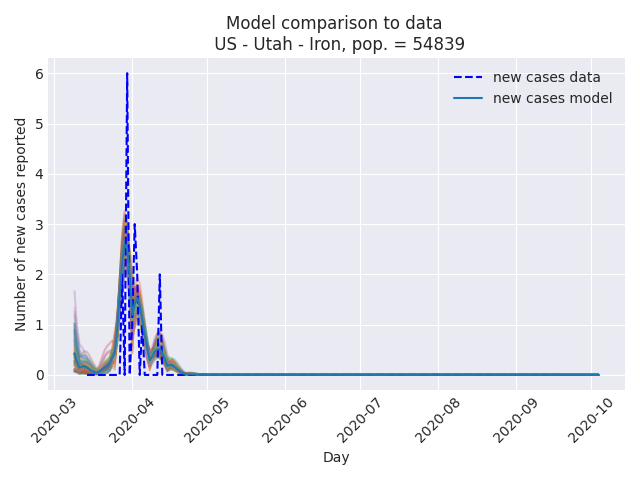 Model comparison to data
US - Utah - Iron, pop. = 54839
new cases data
new cases model
Number of new cases reported
6
5
4
3
2
1
0
2020-03
2020-04
2020-05
2020-06
2020-07
2020-08
2020-09
2020-10
Day